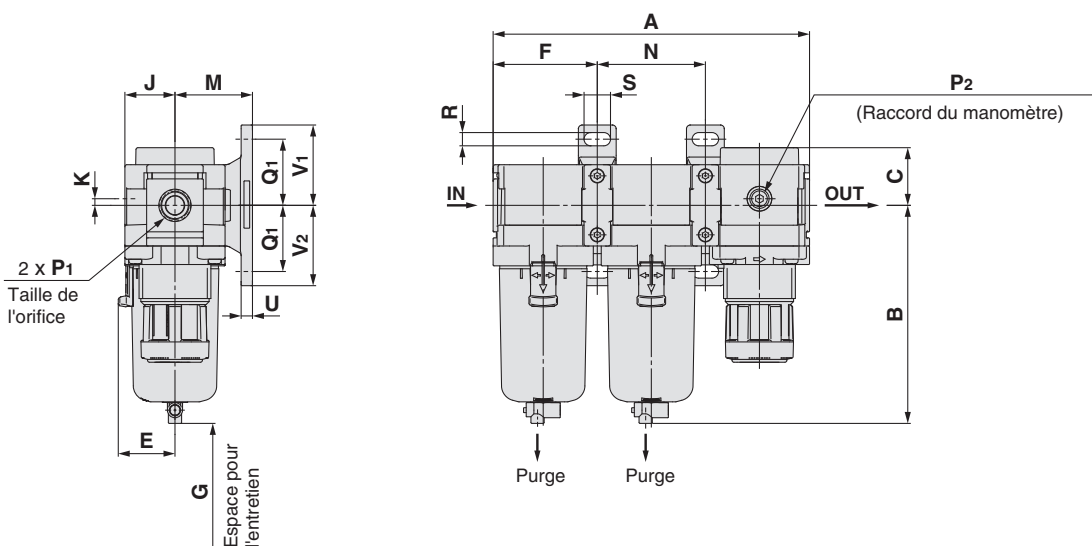 A
F
N
S
R
P2
(Raccord du manomètre)
C
IN
OUT
B
Purge
Purge
J
M
K
Q1
V1
Q1
V2
U
2 x P1
Taille de
l'orifice
E
G
Espace pour
l'entretien